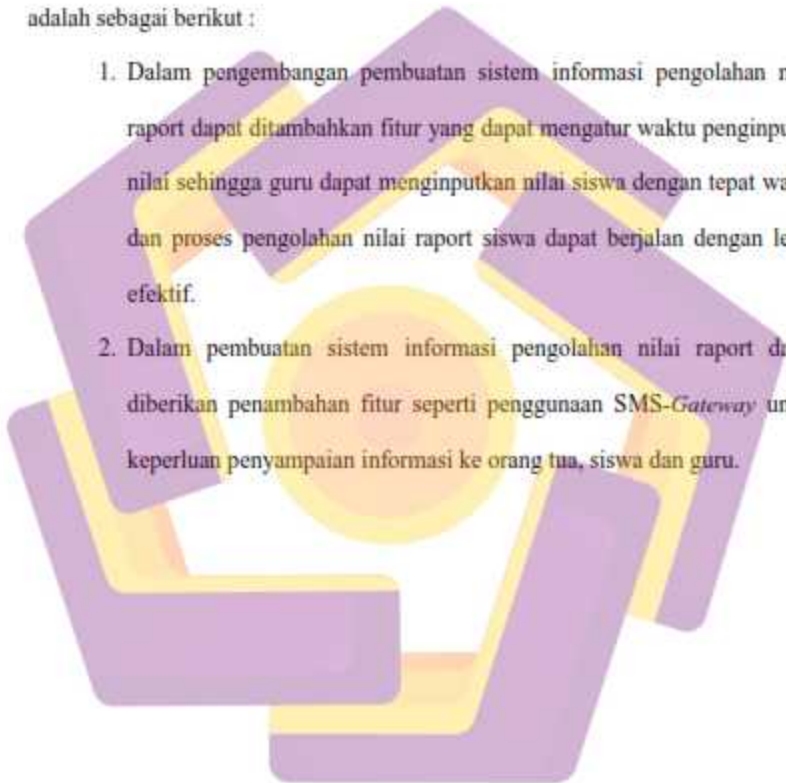 adalah sebagai berikut :
1. Dalam pengembangan pembuatan sistem informasi pengolahan
raport dapat ditambahkan fitur yang dapat mengatur waktu
nilai sehingga guru dapat menginputkan nilai siswa dengan tepat
dan proses pengolahan nilai raport siswa dapat berjalan dengan
efektif.
2. Dalam pembuatan sistem informasi pengolahan nilai raport
diberikan penambahan fitur seperti penggunaan SMS-Gateway
keperluan penyampaian informasi ke orang tua, siswa dan guru.